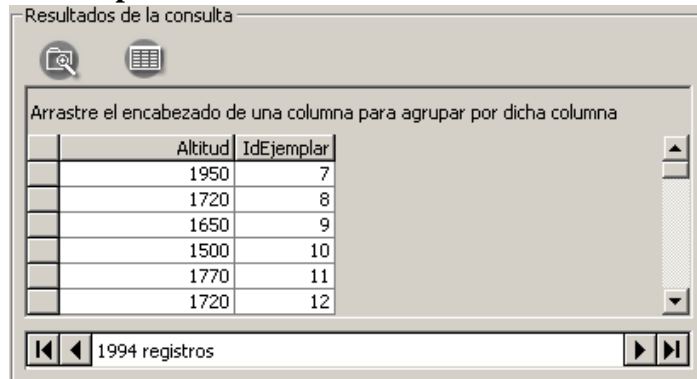 Resultados de la consulta
Arrastre el encabezado de una columna para agrupar por dicha columna
Altitud IdEjemplar
1950 7
1720 8
1650 9
1500 10
1770 11
1720 12
1994 registros